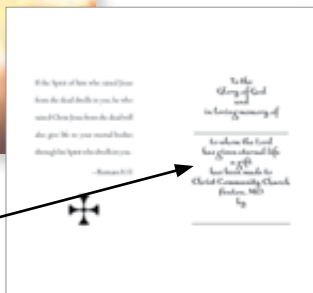 If the Spirit of him who raised Jesus
from the dead dwells in you, he who
raised Christ Jesus from the dead will
also give life to your mortal bodies
through his Spirit who dwells in you.
—Romans 8:11
To the
Glory of God
and
in loving memory of
to whom the Lord
has given eternal life
a gift
has been made to
Christ Community Church
Fenton, MO
by